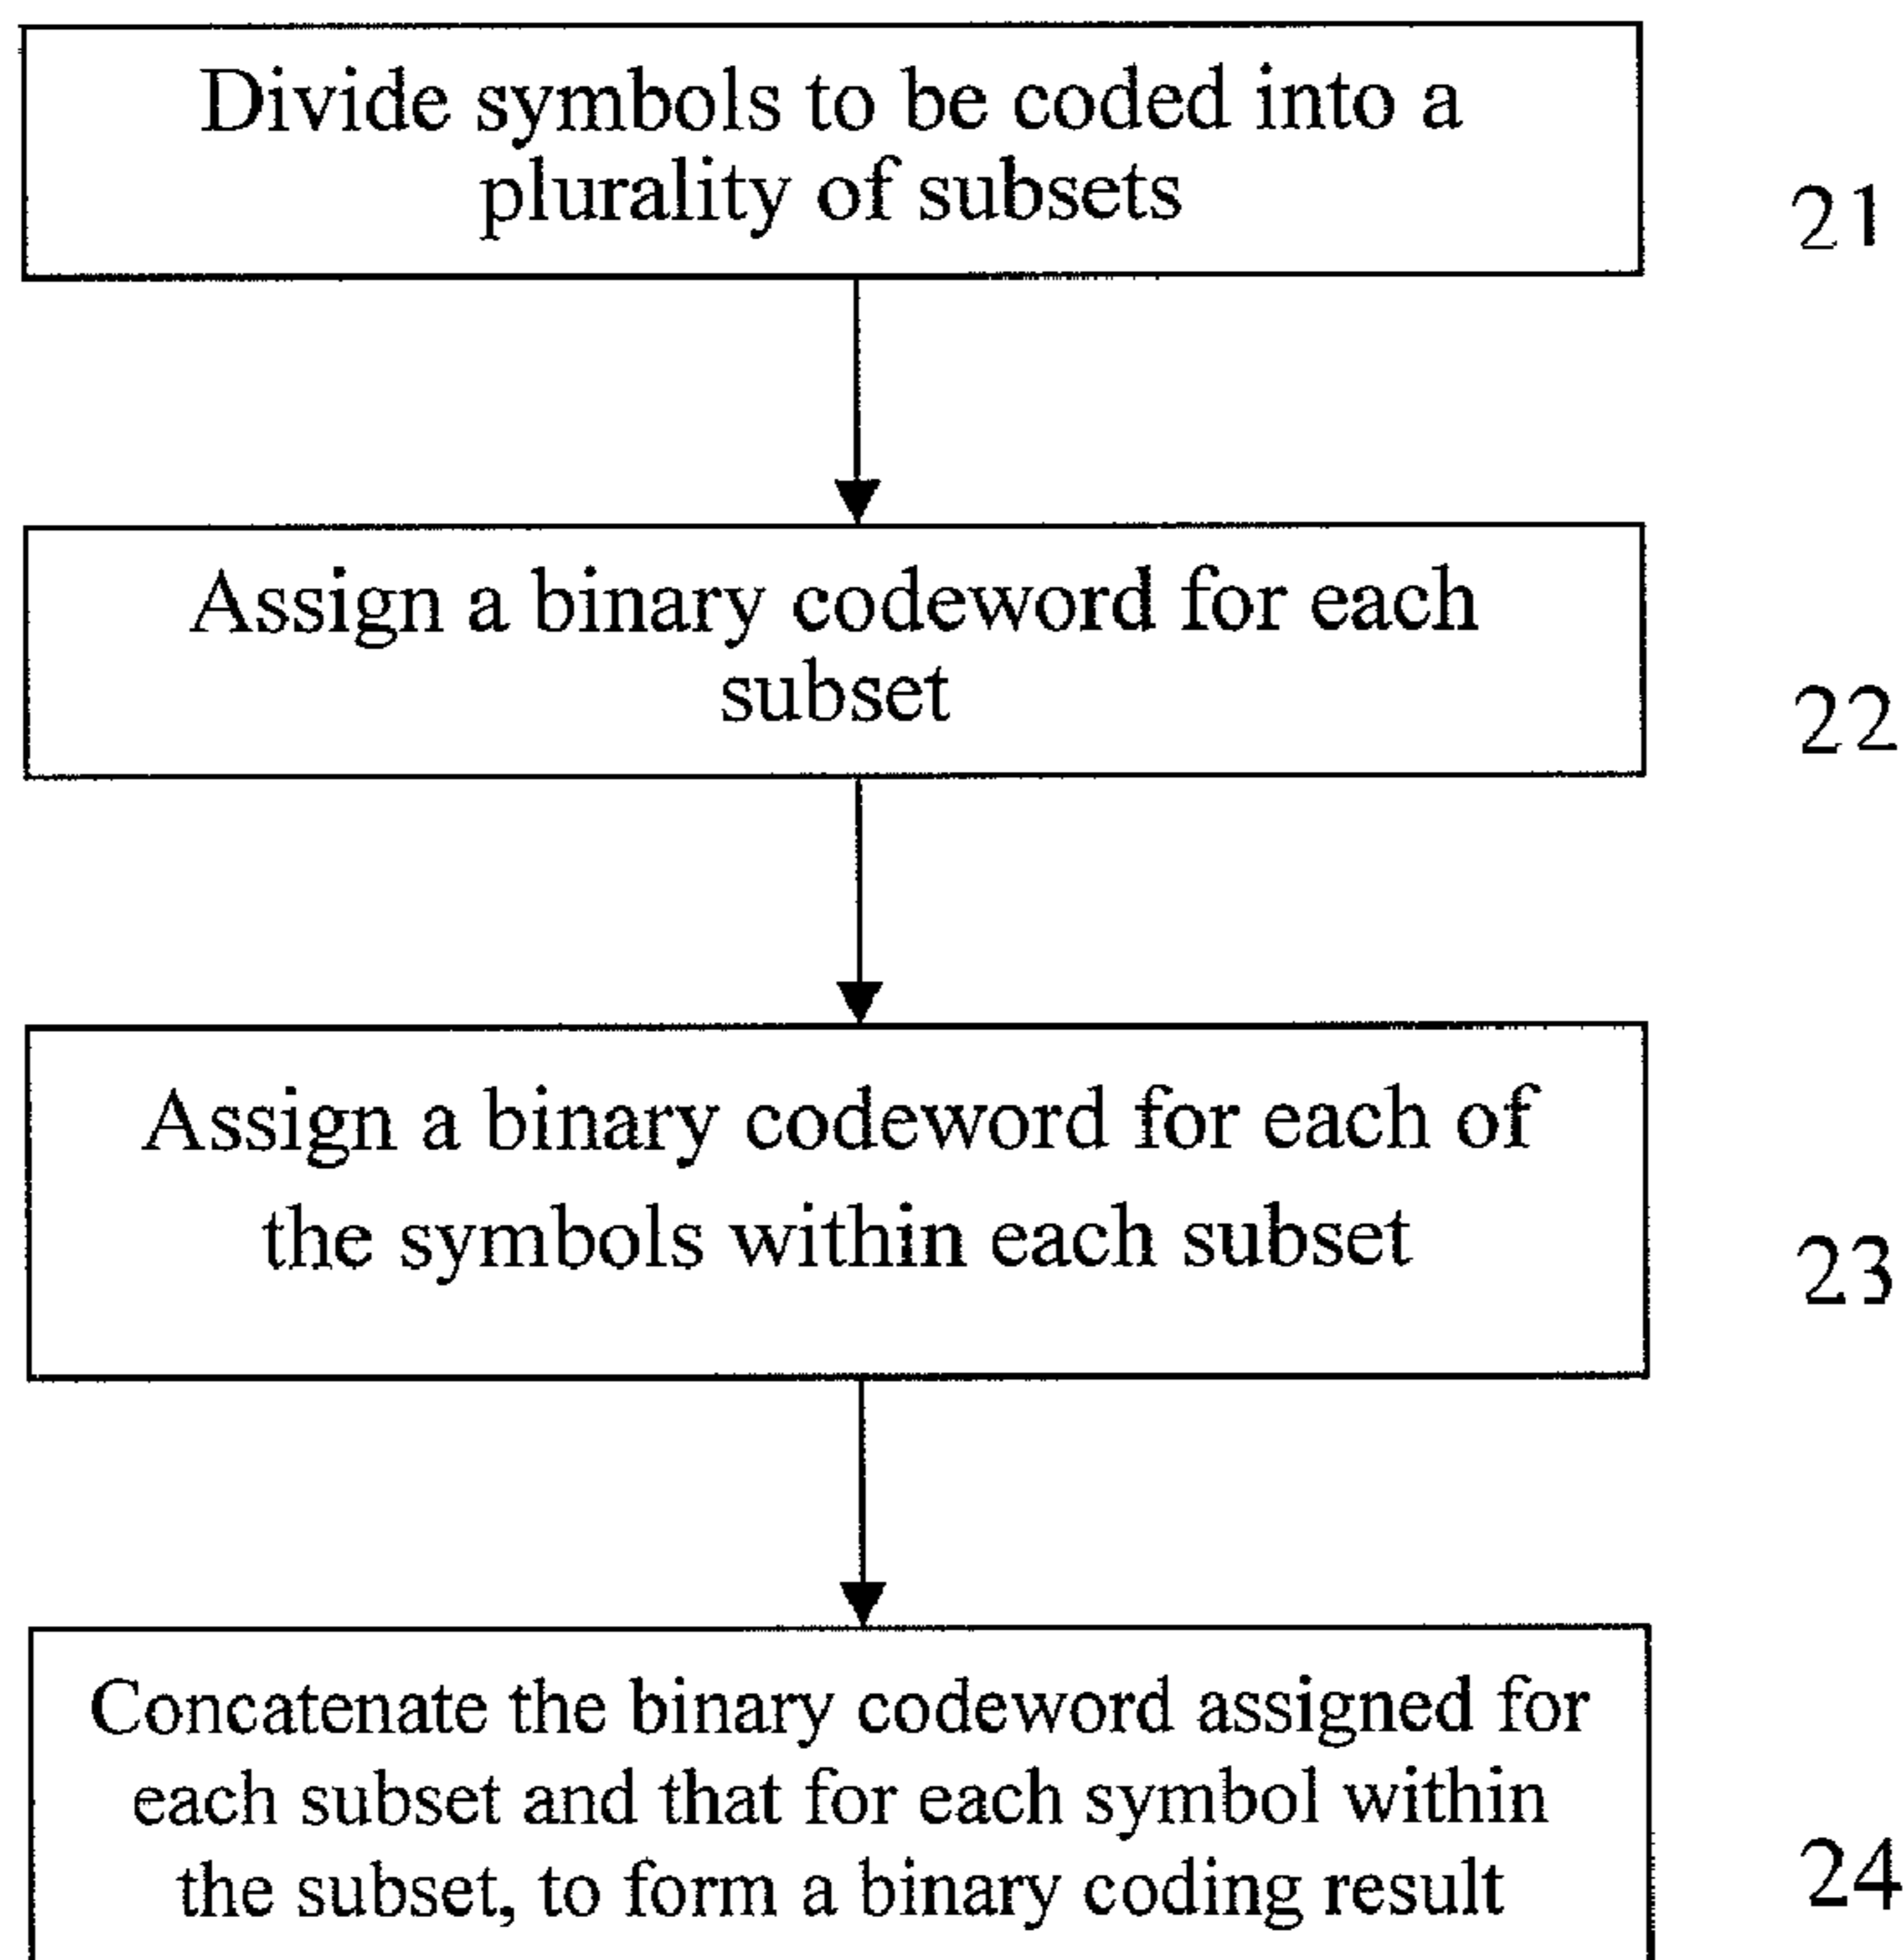 Divide symbols to be coded into a
plurality of subsets
21
Assign a binary codeword for each
subset
22
Assign a binary codeword for each of
the symbols within each subset
23
Concatenate the binary codeword assigned for
each subset and that for each symbol within
the subset, to form a binary coding result
24